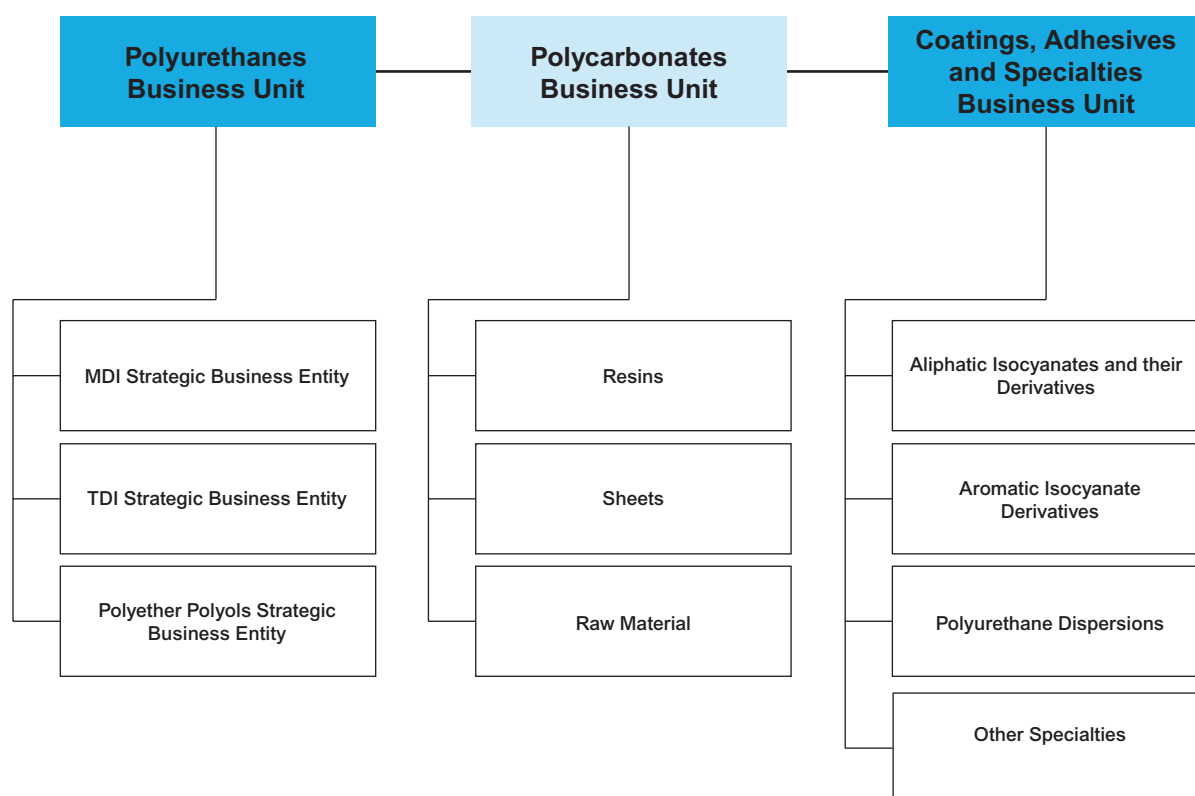 Polyurethanes
Business Unit
Polycarbonates
Business Unit
Coatings, Adhesives
and Specialties
Business Unit
MDI Strategic Business Entity
TDI Strategic Business Entity
Polyether Polyols Strategic
Business Entity
Resins
Sheets
Raw Material
Aliphatic Isocyanates and their
Derivatives
Aromatic Isocyanate
Derivatives
Polyurethane Dispersions
Other Specialties